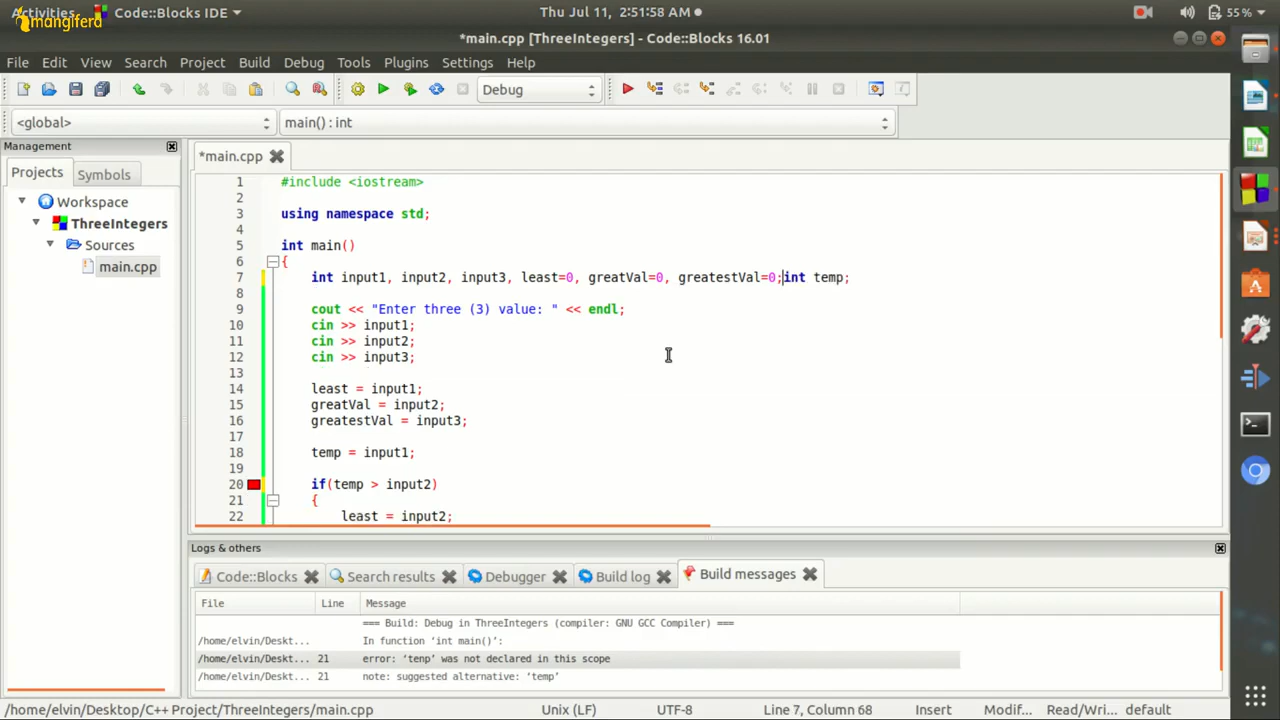 Activities Code::Blocks IDE Thu Jul 11, 2:51:58 AM 55 %
mangifera
*main.cpp [ThreeIntegers] - Code::Blocks 16.01
File Edit View Search Project Build Debug Tools Plugins Settings Help
Debug
<global> main() : int
Management
*main.cpp
Projects Symbols
Workspace
ThreeIntegers
Sources
main.cpp
1 #include <iostream>
2
3 using namespace std;
4
5 int main()
6 {
7 int input1, input2, input3, least=0, greatVal=0, greatestVal=0;int temp;
8
9 cout << "Enter three (3) value: " << endl;
10 cin >> input1;
11 cin >> input2;
12 cin >> input3;
13
14 least = input1;
15 greatVal = input2;
16 greatestVal = input3;
17
18 temp = input1;
19
20 if(temp > input2)
21 {
22 least = input2;
Logs & others
Code::Blocks Search results Debugger Build log Build messages
File Line Message
=== Build: Debug in ThreeIntegers (compiler: GNU GCC Compiler) ===
/home/elvin/Deskt... In function ‘int main()’:
/home/elvin/Deskt... 21 error: ‘tenp’ was not declared in this scope
/home/elvin/Deskt... 21 note: suggested alternative: ‘temp’
/home/elvin/Desktop/C++ Project/ThreeIntegers/main.cpp Unix (LF) UTF-8 Line 7, Column 68 Insert Modif... Read/Wri... default